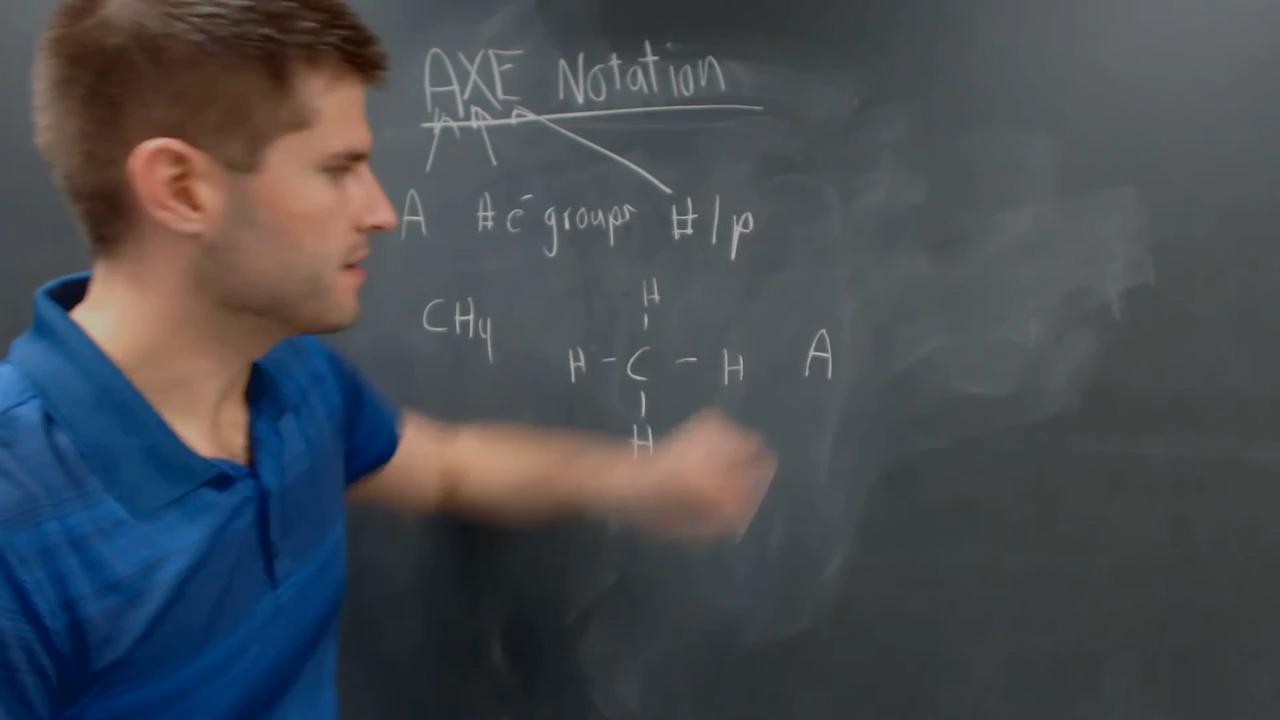 AXE Notation
A # e⁻ groups # lp
H
CH₄ H - C - H A
H